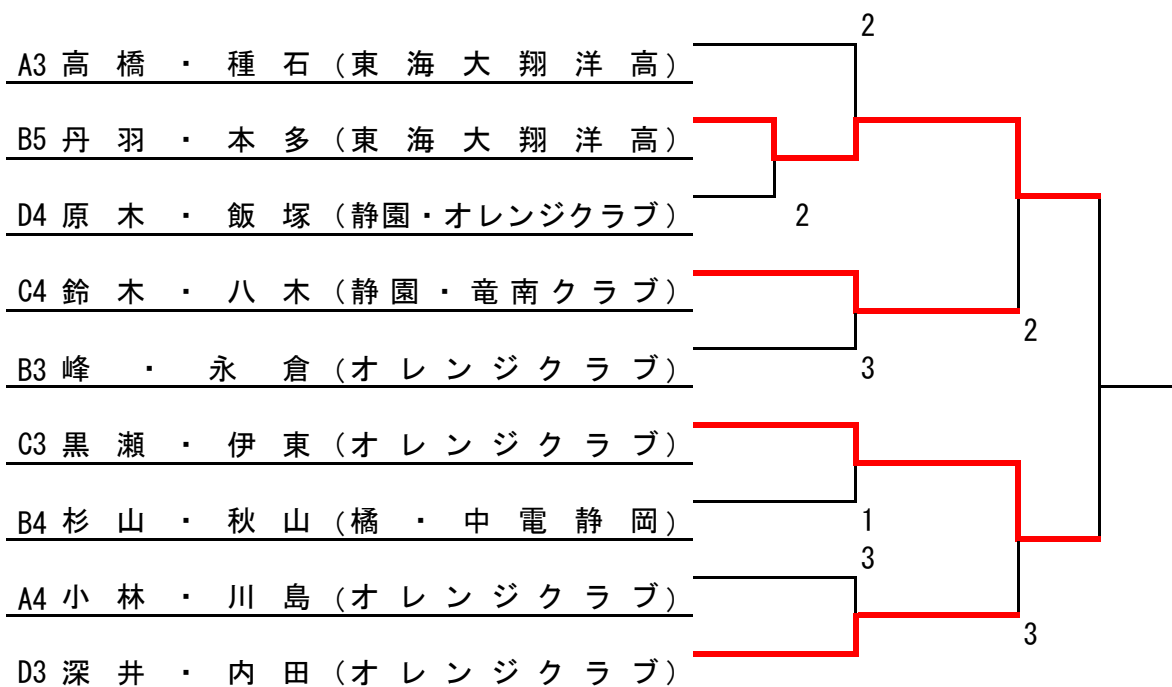 2
A3 高橋・種石 (東海大翔洋高)
B5 丹羽・本多 (東海大翔洋高)
D4 原木・飯塚 (静園・オレンジクラブ)
2
C4 鈴木・八木 (静園・竜南クラブ)
2
B3 峰・永倉 (オレンジクラブ)
3
C3 黒瀬・伊東 (オレンジクラブ)
B4 杉山・秋山 (橘・中電静岡)
1
3
A4 小林・川島 (オレンジクラブ)
3
D3 深井・内田 (オレンジクラブ)